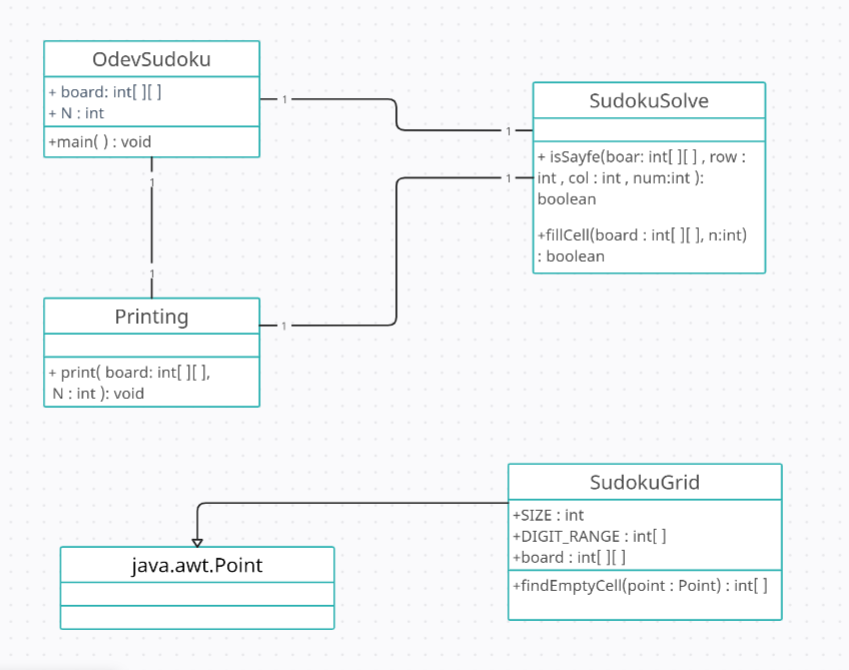 OdevSudoku
+ board: int[ ][ ]
+ N : int
+main( ) : void
1
1
SudokuSolve
+ isSayfe(boar: int[ ][ ] , row :
int , col : int , num:int ):
boolean
+fillCell(board : int[ ][ ], n:int)
: boolean
1
1
1
1
Printing
+ print( board: int[ ][ ],
N : int ): void
SudokuGrid
+SIZE : int
+DIGIT_RANGE : int[ ]
+board : int[ ][ ]
+findEmptyCell(point : Point) : int[ ]
java.awt.Point